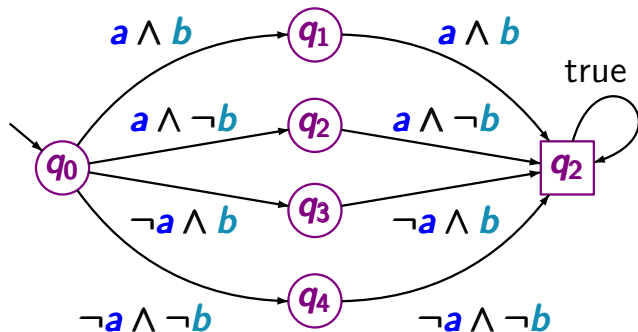 a ∧ b q₁ a ∧ b
true
a ∧ ¬b q₂ a ∧ ¬b
q₀ q₂
¬a ∧ b q₃ ¬a ∧ b
¬a ∧ ¬b q₄ ¬a ∧ ¬b